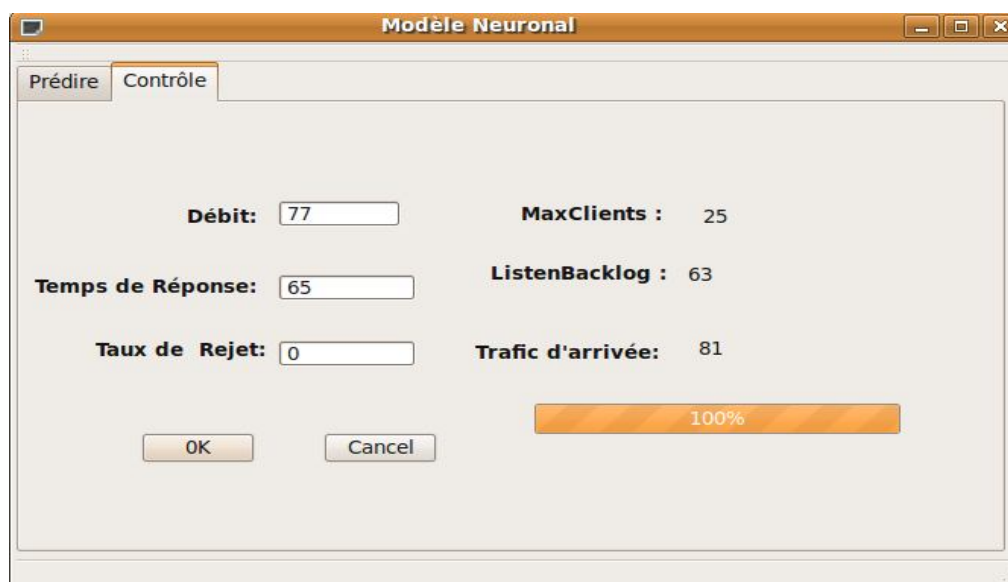 Modèle Neuronal
Prédire Contrôle
Débit: 77 MaxClients : 25
Temps de Réponse: 65 ListenBacklog : 63
Taux de Rejet: 0 Trafic d'arrivée: 81
100%
0K Cancel